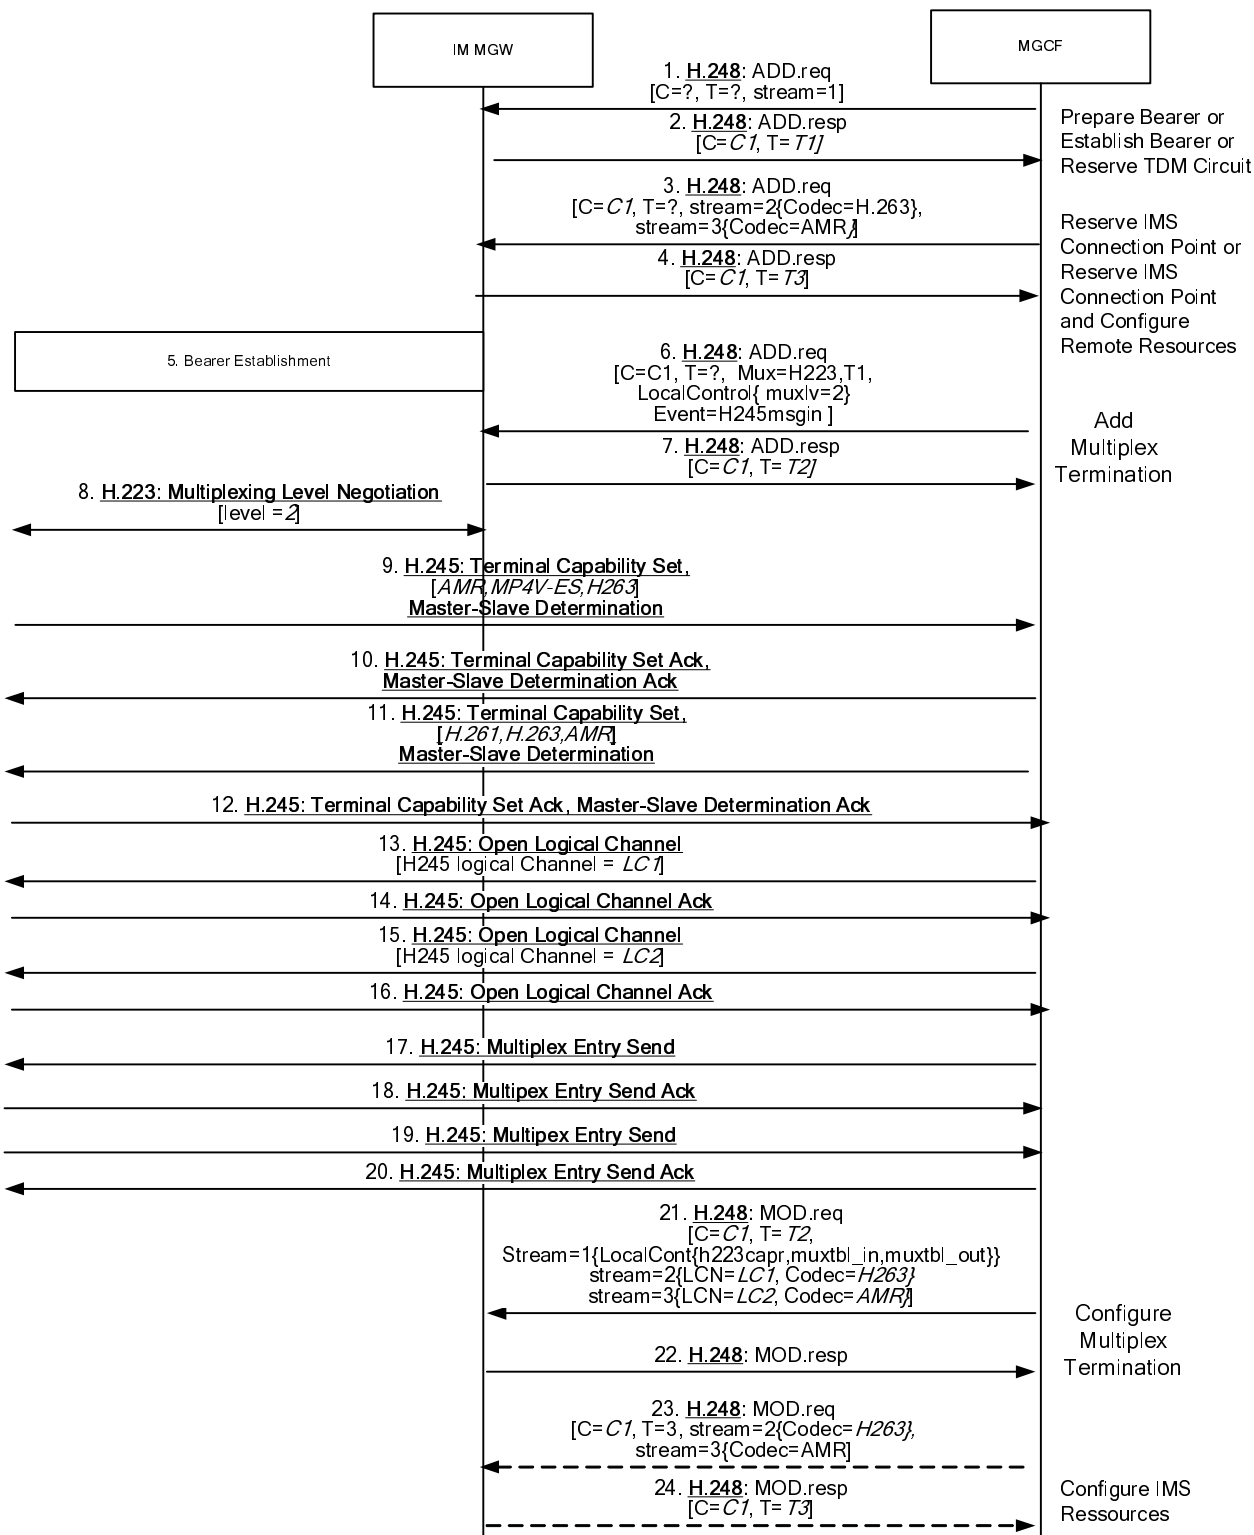 IM MGW
MGCF
1. H.248: ADD.req
[C=?, T=?, stream=1]
2. H.248: ADD.resp
[C=C1, T=T1]
Prepare Bearer or
Establish Bearer or
Reserve TDM Circuit
3. H.248: ADD.req
[C=C1, T=?, stream=2{Codec=H.263},
stream=3{Codec=AMR}]
4. H.248: ADD.resp
[C=C1, T=T3]
Reserve IMS
Connection Point or
Reserve IMS
Connection Point
and Configure
Remote Resources
5. Bearer Establishment
6. H.248: ADD.req
[C=C1, T=?, Mux=H223,T1,
LocalControl{ muxlv=2}
Event=H245msgin ]
7. H.248: ADD.resp
[C=C1, T=T2]
Add
Multiplex
Termination
8. H.223: Multiplexing Level Negotiation
[level =2]
9. H.245: Terminal Capability Set,
[AMR,MP4V-ES,H263]
Master-Slave Determination
10. H.245: Terminal Capability Set Ack,
Master-Slave Determination Ack
11. H.245: Terminal Capability Set,
[H.261,H.263,AMR]
Master-Slave Determination
12. H.245: Terminal Capability Set Ack, Master-Slave Determination Ack
13. H.245: Open Logical Channel
[H245 logical Channel = LC1]
14. H.245: Open Logical Channel Ack
15. H.245: Open Logical Channel
[H245 logical Channel = LC2]
16. H.245: Open Logical Channel Ack
17. H.245: Multiplex Entry Send
18. H.245: Multipex Entry Send Ack
19. H.245: Multipex Entry Send
20. H.245: Multiplex Entry Send Ack
21. H.248: MOD.req
[C=C1, T=T2,
Stream=1{LocalCont{h223capr,muxtbl_in,muxtbl_out}}
stream=2{LCN=LC1, Codec=H263}
stream=3{LCN=LC2, Codec=AMR}]
22. H.248: MOD.resp
Configure
Multiplex
Termination
23. H.248: MOD.req
[C=C1, T=3, stream=2{Codec=H263},
stream=3{Codec=AMR]
24. H.248: MOD.resp
[C=C1, T=T3]
Configure IMS
Ressources